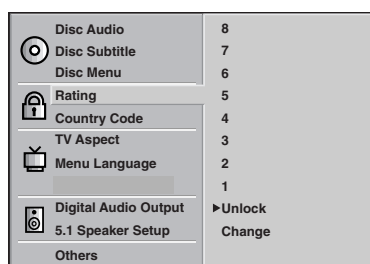 Disc Audio
Disc Subtitle
Disc Menu
Rating
Country Code
TV Aspect
Menu Language
Digital Audio Output
5.1 Speaker Setup
Others
8
7
6
5
4
3
2
1
Unlock
Change